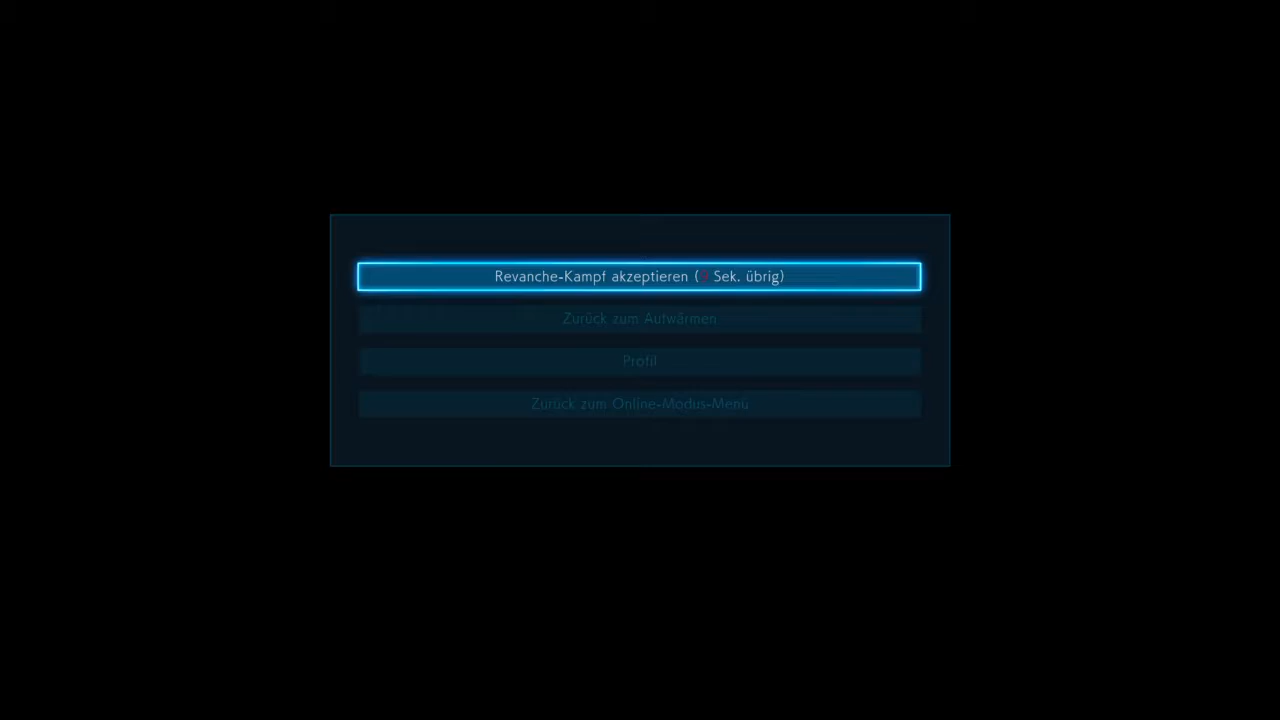 Revanche-Kampf akzeptieren ( Sek. übrig)
Zurück zum Aufwärmen
Profil
Zurück zum Online-Modus-Menü